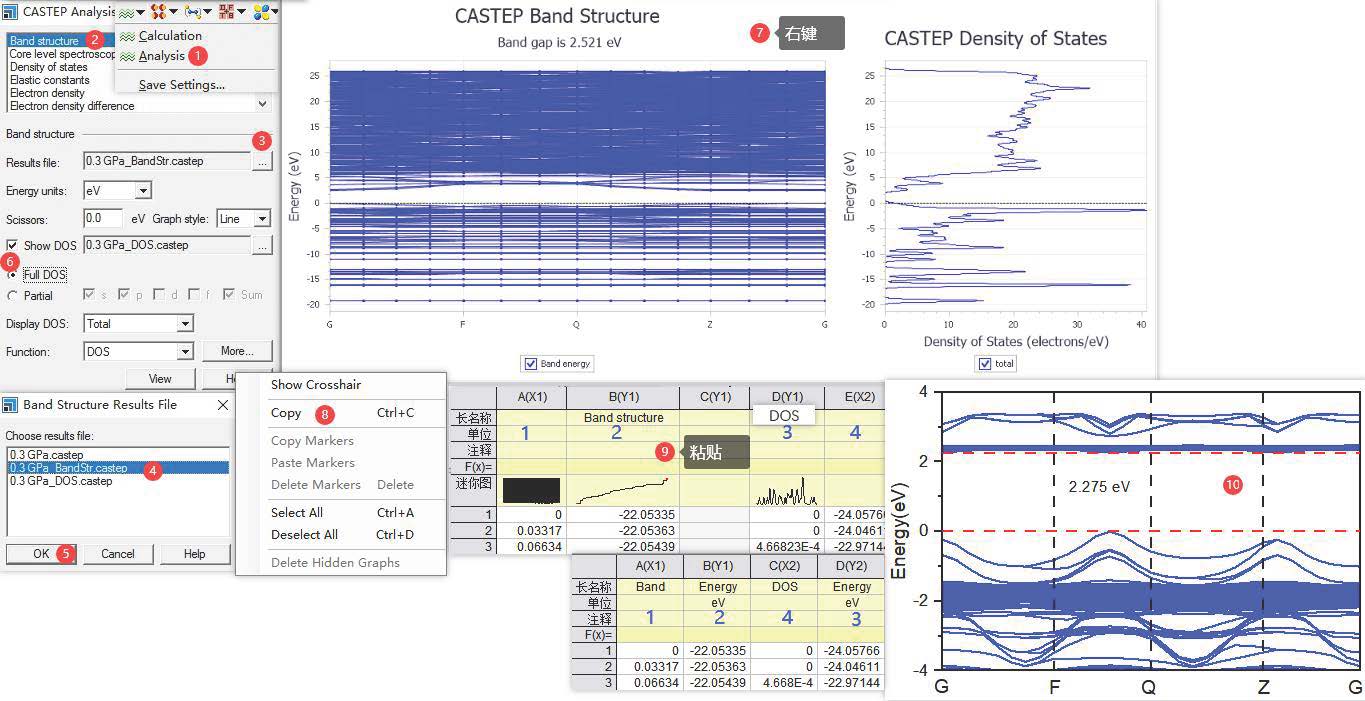 CASTEP Analysis
Calculation
Analysis 1
Save Settings...
Band structure 2
Core level spectroscop
Density of states
Elastic constants
Electron density
Electron density difference
Band structure
3
Results file: 0.3 GPa_BandStr.castep ...
Energy units: eV
Scissors: 0.0 eV Graph style: Line
Show DOS 0.3 GPa_DOS.castep ...
6
Full DOS
Partial s p d f Sum
Display DOS: Total
Function: DOS More...
View He
CASTEP Band Structure
Band gap is 2.521 eV
Energy (eV)
25
20
15
10
5
0
-5
-10
-15
-20
G F Q Z G
Band energy
7 右键
CASTEP Density of States
Energy (eV)
25
20
15
10
5
0
-5
-10
-15
-20
0 10 20 30 40
Density of States (electrons/eV)
total
Band Structure Results File
Choose results file:
0.3 GPa.castep
0.3 GPa_BandStr.castep 4
0.3 GPa_DOS.castep
OK 5 Cancel Help
Show Crosshair
Copy 8 Ctrl+C
Copy Markers
Paste Markers
Delete Markers Delete
Select All Ctrl+A
Deselect All Ctrl+D
Delete Hidden Graphs
A(X1) B(Y1) C(Y1) D(Y1) E(X2)
长名称 Band structure DOS
单位 1 2 3 4
注释 9 粘贴
F(x)=
迷你图
1 0 -22.05335 0 -24.0576
2 0.03317 -22.05363 0 -24.0461
3 0.06634 -22.05439 4.66823E-4 -22.9714
A(X1) B(Y1) C(X2) D(Y2)
长名称 Band Energy DOS Energy
单位 eV eV
注释 1 2 4 3
F(x)=
1 0 -22.05335 0 -24.05766
2 0.03317 -22.05363 0 -24.04611
3 0.06634 -22.05439 4.668E-4 -22.97144
Energy(eV)
4
2
0
-2
-4
2.275 eV
10
G F Q Z G